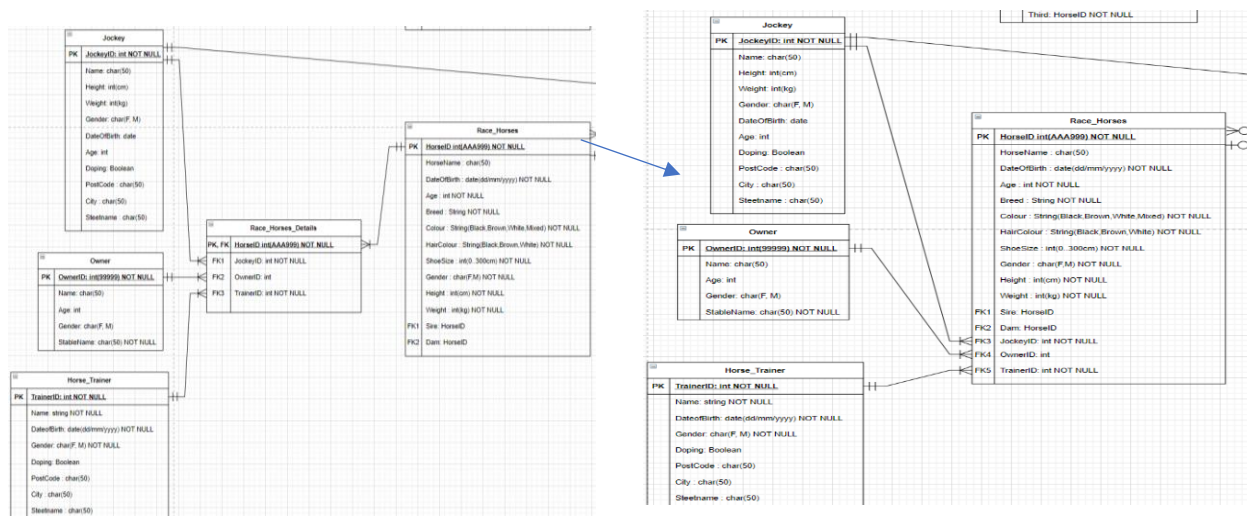 Jockey
PK JockeyID: int NOT NULL
Name: char(50)
Height: int(cm)
Weight: int(kg)
Gender: char(F, M)
DateOfBirth: date
Age: int
Doping: Boolean
PostCode : char(50)
City : char(50)
Steetname : char(50)
Owner
PK OwnerID: int(99999) NOT NULL
Name: char(50)
Age: int
Gender: char(F, M)
StableName: char(50) NOT NULL
Horse_Trainer
PK TrainerID: int NOT NULL
Name: string NOT NULL
DateofBirth: date(dd/mm/yyyy) NOT NULL
Gender: char(F, M) NOT NULL
Doping: Boolean
PostCode : char(50)
City : char(50)
Steetname : char(50)
Race_Horses_Details
PK, FK HorseID int(AAA999) NOT NULL
FK1 JockeyID: int NOT NULL
FK2 OwnerID: int
FK3 TrainerID: int NOT NULL
Race_Horses
PK HorseID int(AAA999) NOT NULL
HorseName : char(50)
DateOfBirth : date(dd/mm/yyyy) NOT NULL
Age : int NOT NULL
Breed : String NOT NULL
Colour : String(Black,Brown,White,Mixed) NOT NULL
HairColour : String(Black,Brown,White) NOT NULL
ShoeSize : int(0..300cm) NOT NULL
Gender : char(F,M) NOT NULL
Height : int(cm) NOT NULL
Weight : int(kg) NOT NULL
FK1 Sire: HorseID
FK2 Dam: HorseID
Third: HorseID NOT NULL
Jockey
PK JockeyID: int NOT NULL
Name: char(50)
Height: int(cm)
Weight: int(kg)
Gender: char(F, M)
DateOfBirth: date
Age: int
Doping: Boolean
PostCode : char(50)
City : char(50)
Steetname : char(50)
Owner
PK OwnerID: int(99999) NOT NULL
Name: char(50)
Age: int
Gender: char(F, M)
StableName: char(50) NOT NULL
Horse_Trainer
PK TrainerID: int NOT NULL
Name: string NOT NULL
DateofBirth: date(dd/mm/yyyy) NOT NULL
Gender: char(F, M) NOT NULL
Doping: Boolean
PostCode : char(50)
City : char(50)
Steetname : char(50)
Race_Horses
PK HorseID int(AAA999) NOT NULL
HorseName : char(50)
DateOfBirth : date(dd/mm/yyyy) NOT NULL
Age : int NOT NULL
Breed : String NOT NULL
Colour : String(Black,Brown,White,Mixed) NOT NULL
HairColour : String(Black,Brown,White) NOT NULL
ShoeSize : int(0..300cm) NOT NULL
Gender : char(F,M) NOT NULL
Height : int(cm) NOT NULL
Weight : int(kg) NOT NULL
FK1 Sire: HorseID
FK2 Dam: HorseID
FK3 JockeyID: int NOT NULL
FK4 OwnerID: int
FK5 TrainerID: int NOT NULL